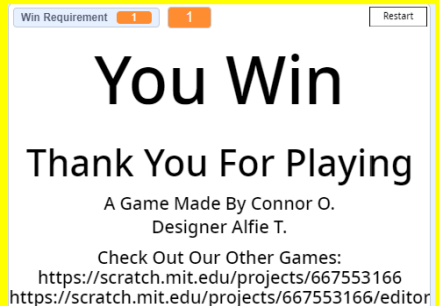 Win Requirement 1 1 Restart
You Win
Thank You For Playing
A Game Made By Connor O.
Designer Alfie T.
Check Out Our Other Games:
https://scratch.mit.edu/projects/667553166
https://scratch.mit.edu/projects/667553166/editor